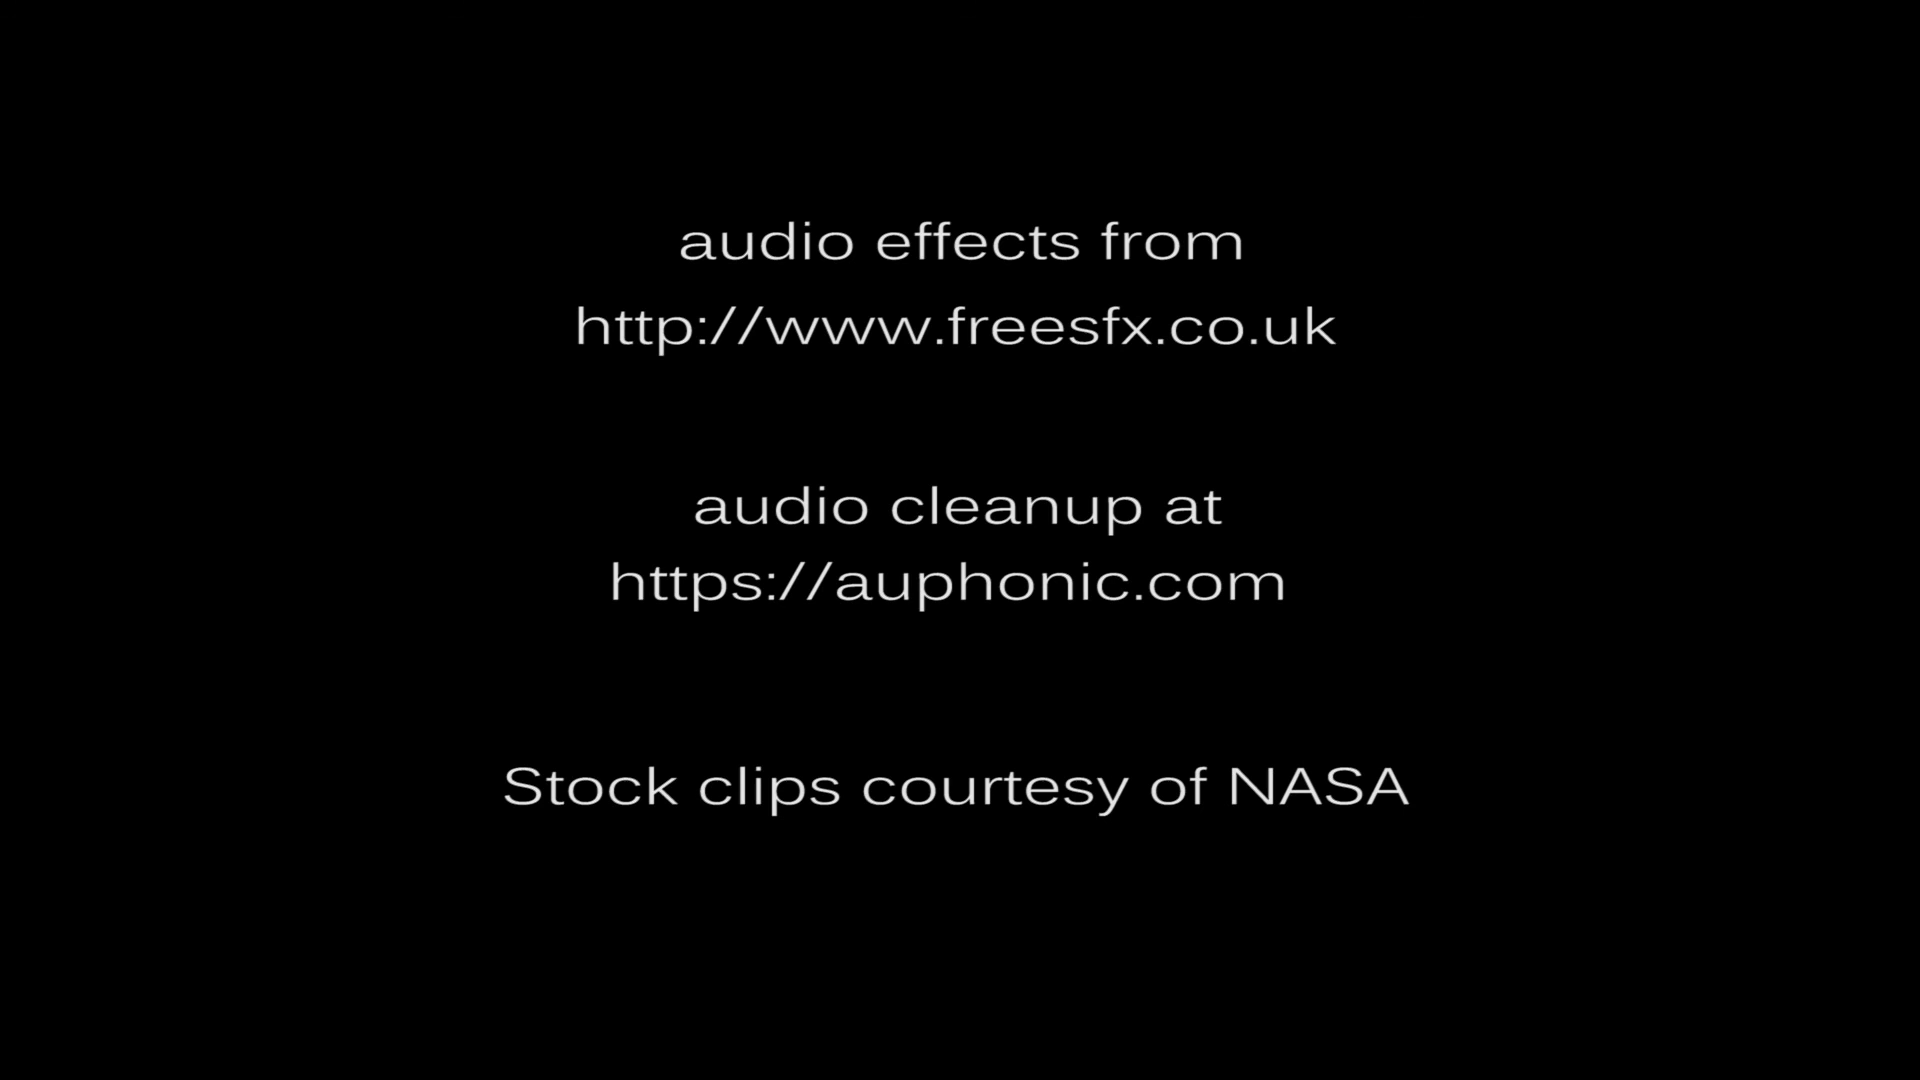 audio effects from
http://www.freesfx.co.uk
audio cleanup at
https://auphonic.com
Stock clips courtesy of NASA